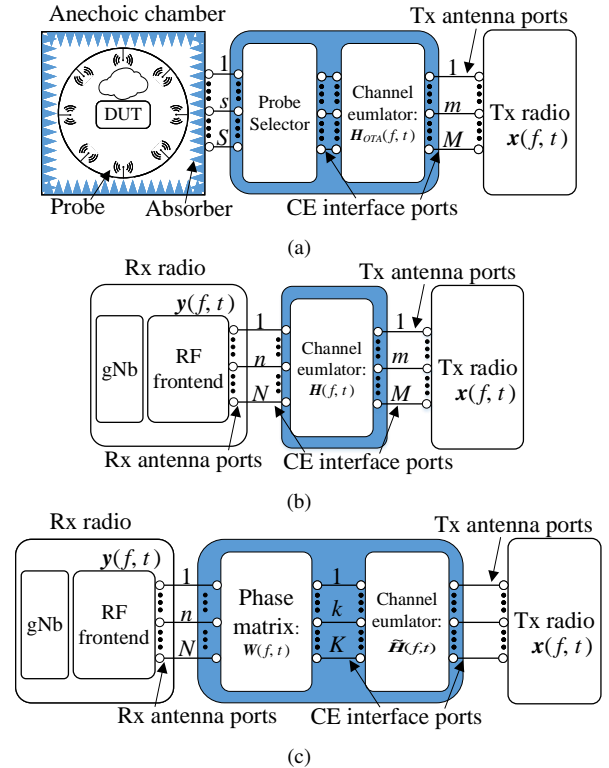 Anechoic chamber
Tx antenna ports
DUT
1
s
S
Probe
Selector
Channel
eumlator:
H_OTA(f, t)
1
m
M
Tx radio
x(f, t)
Probe
Absorber
CE interface ports
(a)
Rx radio
Tx antenna ports
y(f, t)
gNb
RF
frontend
1
n
N
Channel
eumlator:
H(f, t)
1
m
M
Tx radio
x(f, t)
Rx antenna ports
CE interface ports
(b)
Rx radio
Tx antenna ports
y(f, t)
gNb
RF
frontend
1
n
N
Phase
matrix:
W(f, t)
1
k
K
Channel
eumlator:
H̃(f,t)
Tx radio
x(f, t)
Rx antenna ports
CE interface ports
(c)